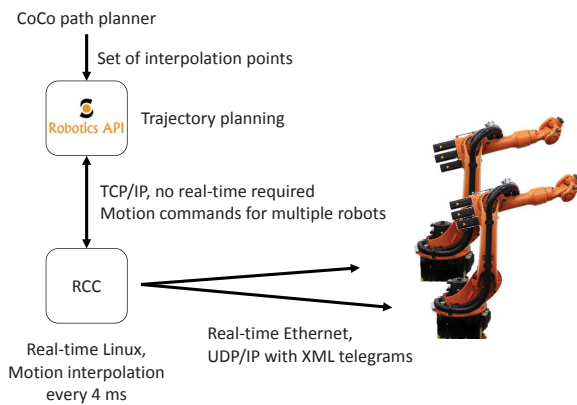 CoCo path planner
Set of interpolation points
Robotics API
Trajectory planning
TCP/IP, no real-time required
Motion commands for multiple robots
RCC
Real-time Ethernet,
UDP/IP with XML telegrams
Real-time Linux,
Motion interpolation
every 4 ms